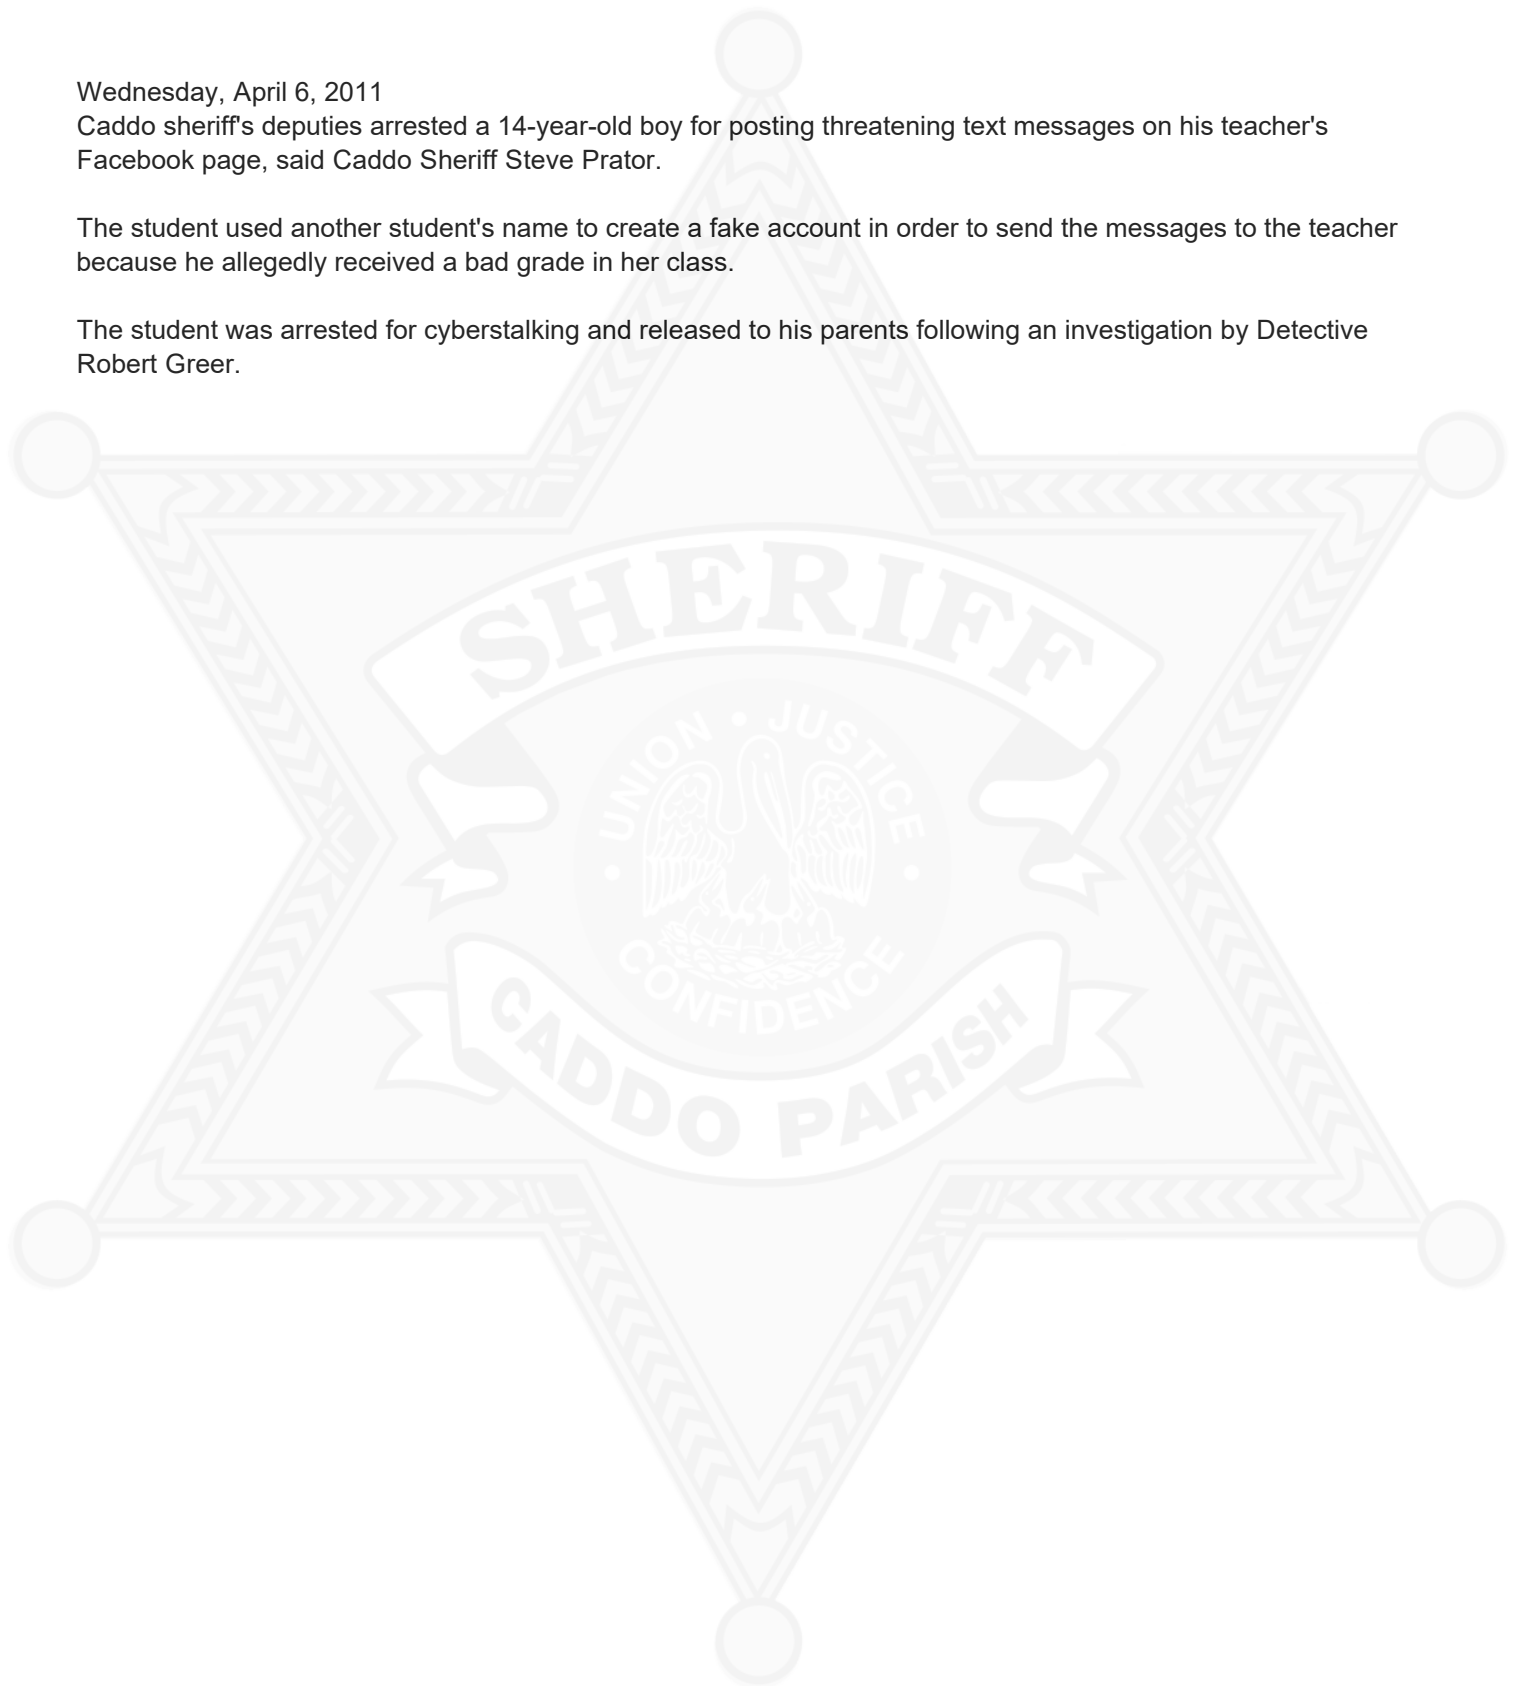 Wednesday, April 6, 2011
Caddo sheriff's deputies arrested a 14-year-old boy for posting threatening text messages on his teacher's
Facebook page, said Caddo Sheriff Steve Prator.
The student used another student's name to create a fake account in order to send the messages to the teacher
because he allegedly received a bad grade in her class.
The student was arrested for cyberstalking and released to his parents following an investigation by Detective
Robert Greer.
SHERIFF
UNION • JUSTICE
• CONFIDENCE •
CADDO PARISH